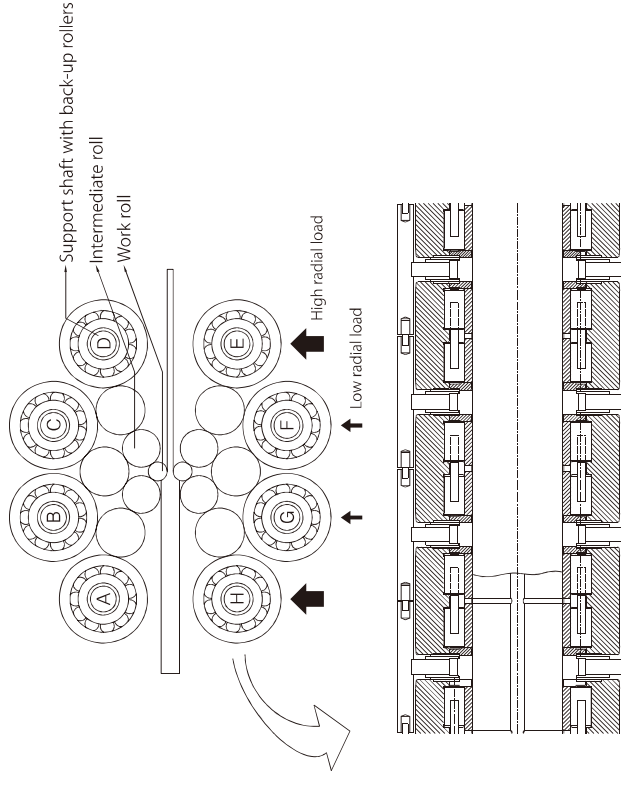 Support shaft with back-up rollers
Intermediate roll
Work roll
A
B
C
D
E
F
G
H
High radial load
Low radial load